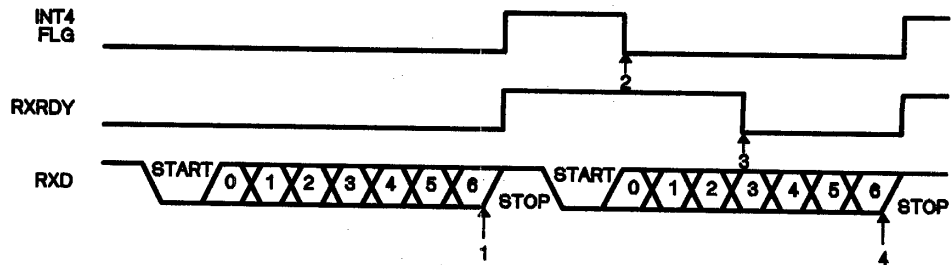 INT4
FLG
2
RXRDY
3
RXD START 0 1 2 3 4 5 6 STOP START 0 1 2 3 4 5 6 STOP
1 4